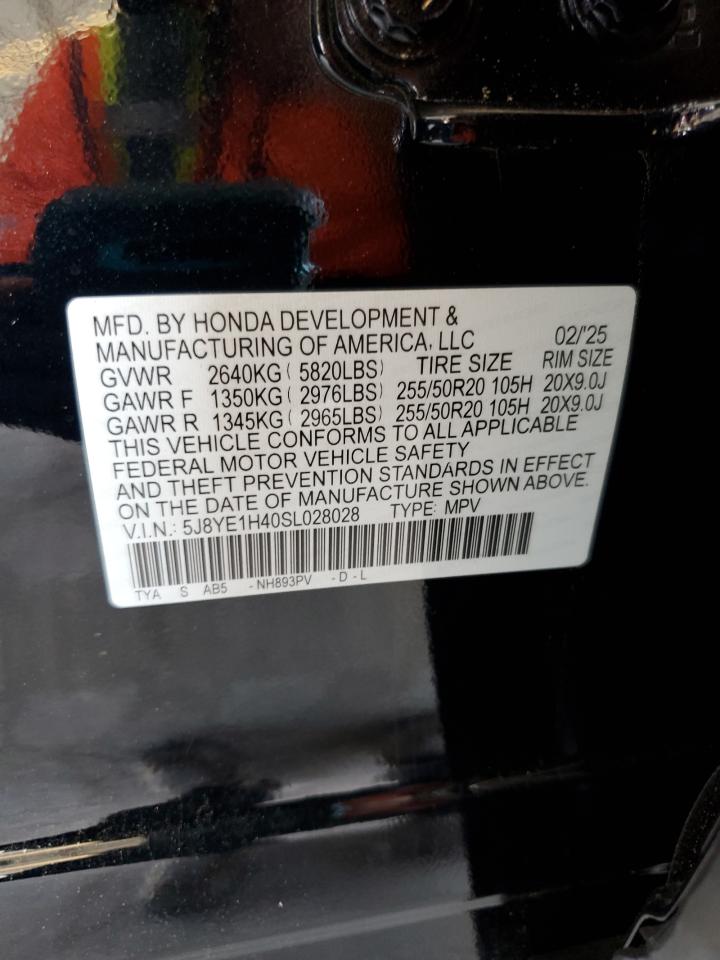 MFD. BY HONDA DEVELOPMENT &
MANUFACTURING OF AMERICA, LLC 02/'25
GVWR 2640KG ( 5820LBS) TIRE SIZE RIM SIZE
GAWR F 1350KG ( 2976LBS) 255/50R20 105H 20X9.0J
GAWR R 1345KG ( 2965LBS) 255/50R20 105H 20X9.0J
THIS VEHICLE CONFORMS TO ALL APPLICABLE
FEDERAL MOTOR VEHICLE SAFETY
AND THEFT PREVENTION STANDARDS IN EFFECT
ON THE DATE OF MANUFACTURE SHOWN ABOVE.
V.I.N.: 5J8YE1H40SL028028 TYPE: MPV
TYA S AB5 -NH893PV -D-L